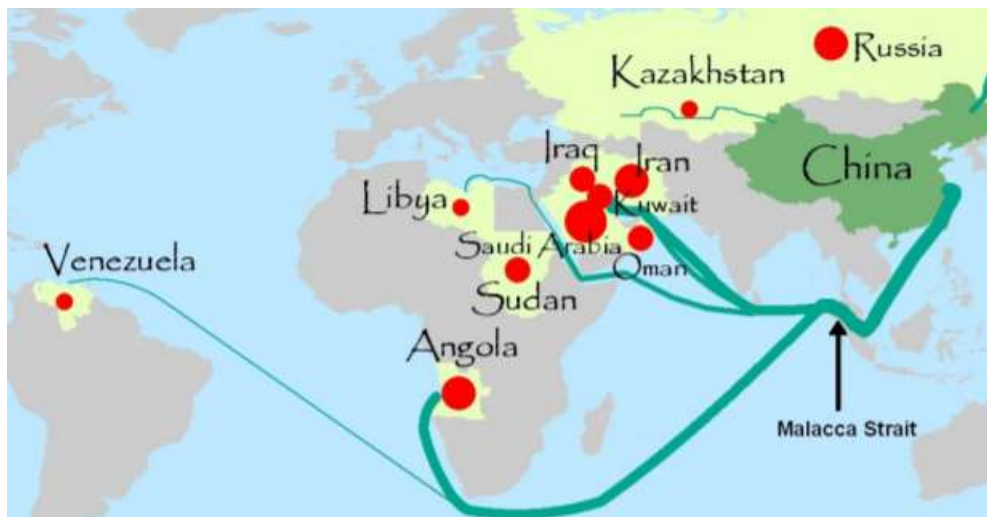 Russia
Kazakhstan
Iraq
Iran
China
Libya
Kuwait
Saudi Arabia
Venezuela
Oman
Sudan
Angola
Malacca Strait